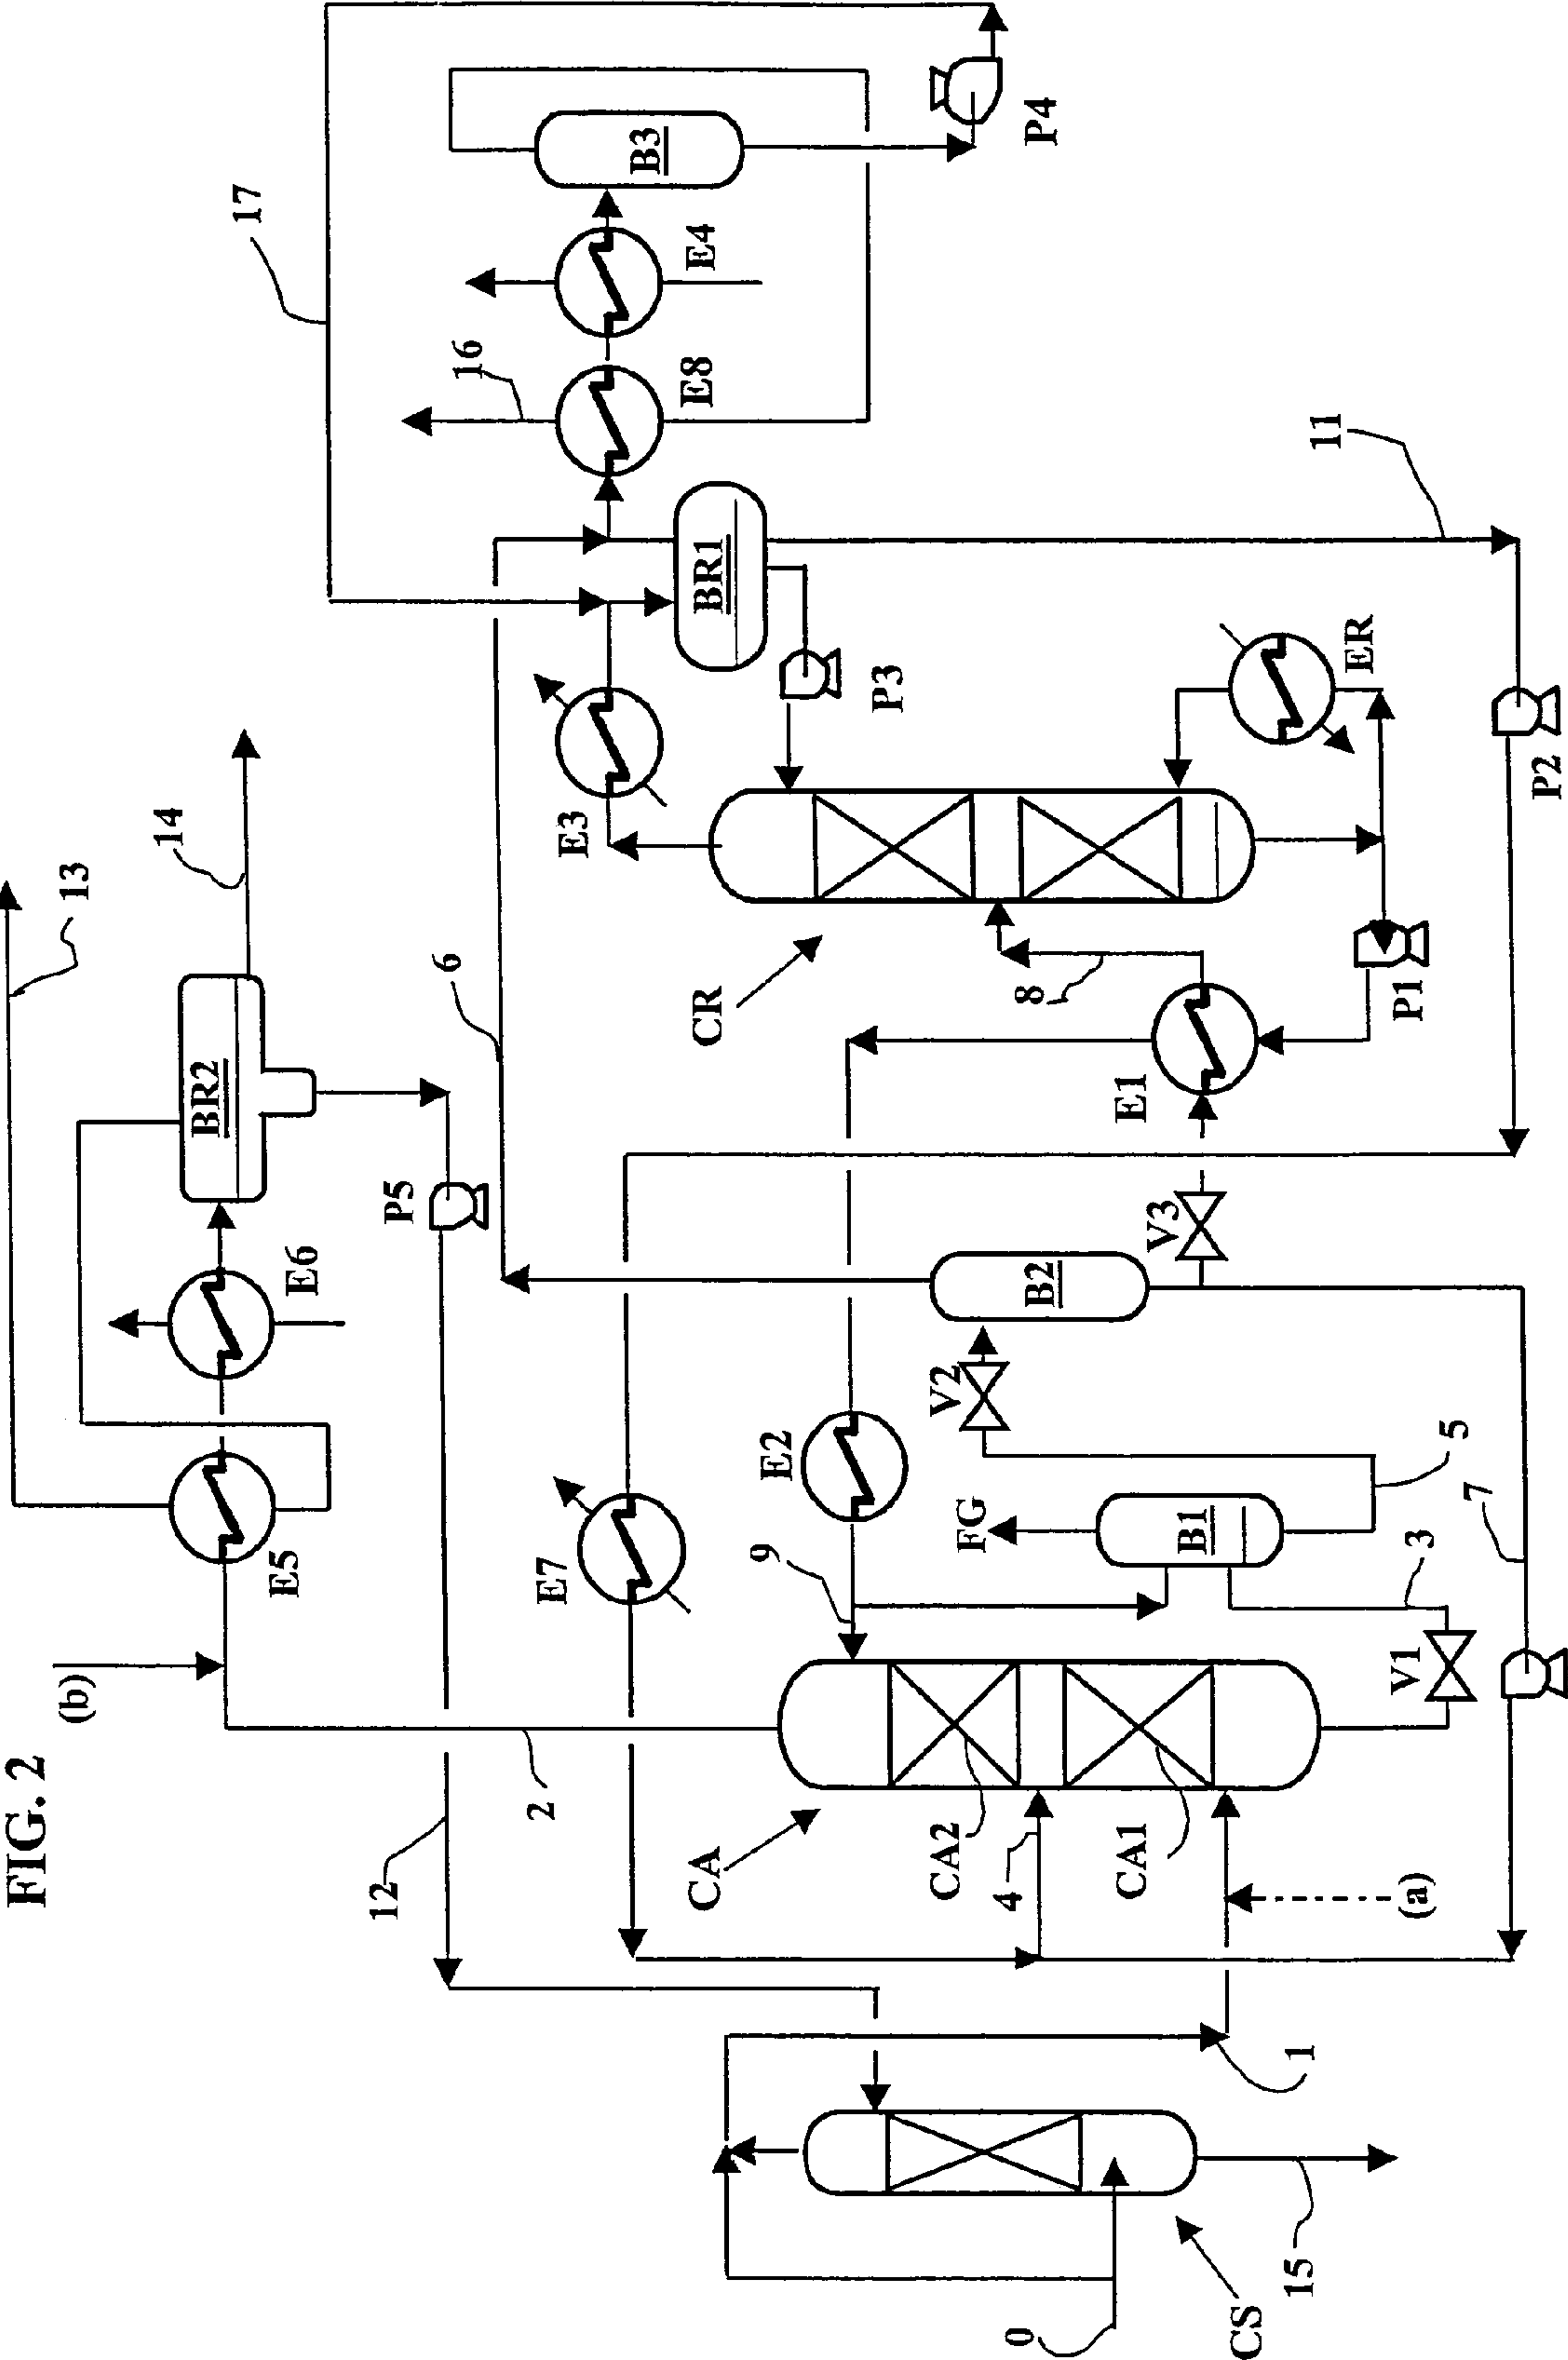 FIG. 2
(b)
13
14
E5
E6
BR2
P5
12
2
6
17
16
E7
E3
E8
E4
B3
P4
CA
CA2
CA1
4
(a)
9
E2
FG
B1
V1
3
5
V2
B2
V3
7
E1
8
CR
P1
P3
BR1
ER
P2
11
0
CS
15
1